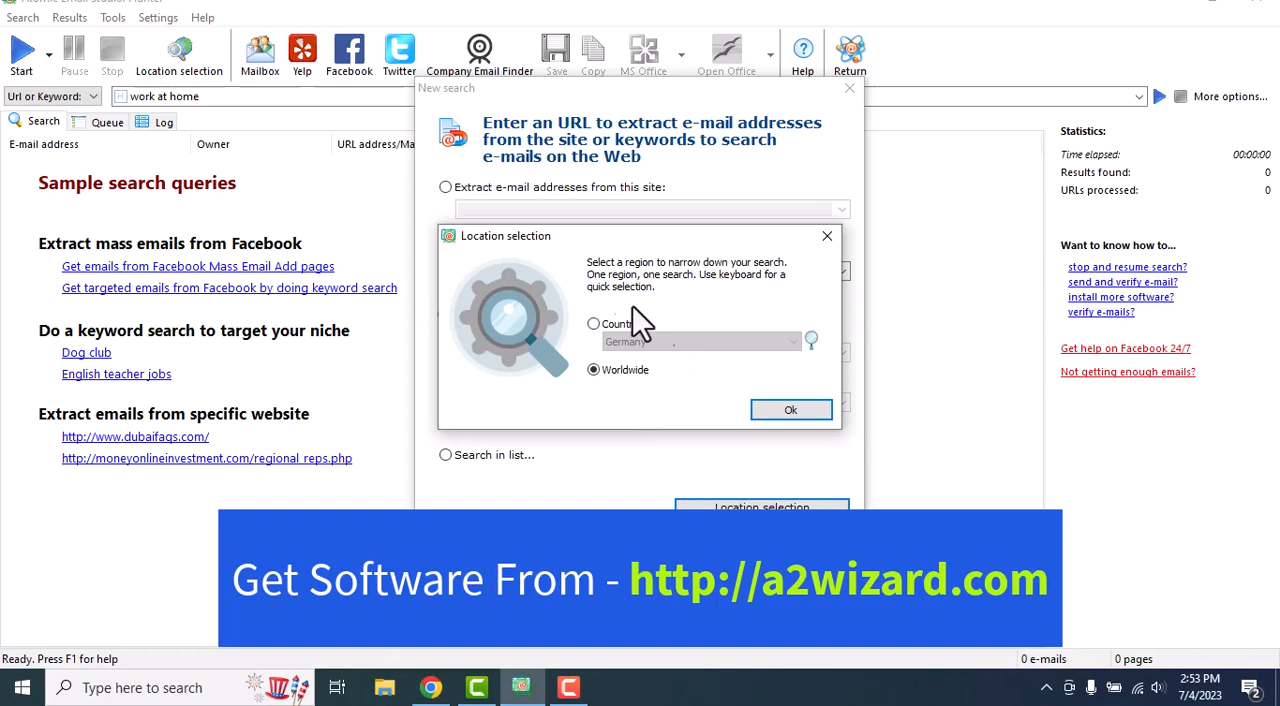 Search Results Tools Settings Help
Start Pause Stop Location selection Mailbox Yelp Facebook Twitter Company Email Finder Save Copy MS Office Open Office Help Return
Url or Keyword: work at home More options...
Search Queue Log
E-mail address Owner URL address/Ma
Sample search queries
Extract mass emails from Facebook
Get emails from Facebook Mass Email Add pages
Get targeted emails from Facebook by doing keyword search
Do a keyword search to target your niche
Dog club
English teacher jobs
Extract emails from specific website
http://www.dubaifaqs.com/
http://moneyonlineinvestment.com/regional_reps.php
New search
Enter an URL to extract e-mail addresses
from the site or keywords to search
e-mails on the Web
Extract e-mail addresses from this site:
Location selection
Select a region to narrow down your search.
One region, one search. Use keyboard for a
quick selection.
Germany
Worldwide
Ok
Search in list...
Location selection
Statistics:
Time elapsed: 00:00:00
Results found: 0
URLs processed: 0
Want to know how to...
stop and resume search?
send and verify e-mail?
install more software?
verify e-mails?
Get help on Facebook 24/7
Not getting enough emails?
Get Software From - http://a2wizard.com
Ready. Press F1 for help 0 e-mails 0 pages
Type here to search
2:53 PM
7/4/2023
2